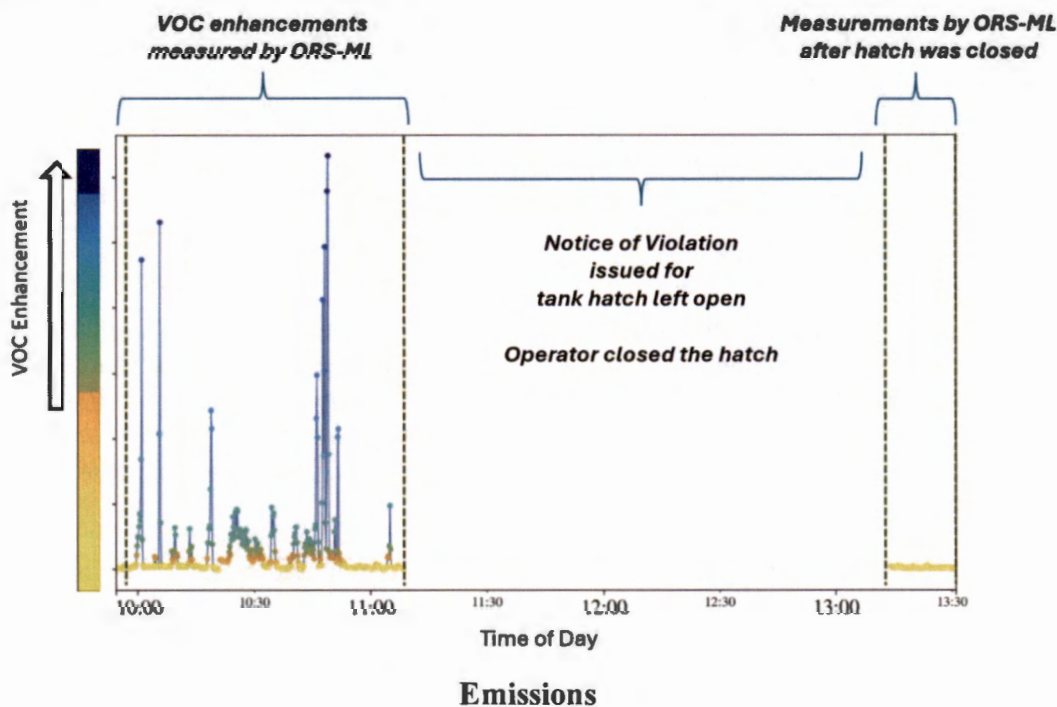 VOC enhancements
measured by ORS-ML
Measurements by ORS-ML
after hatch was closed
VOC Enhancement
Notice of Violation
issued for
tank hatch left open
Operator closed the hatch
10:00 10:30 11:00 11:30 12:00 12:30 13:00 13:30
Time of Day
Emissions